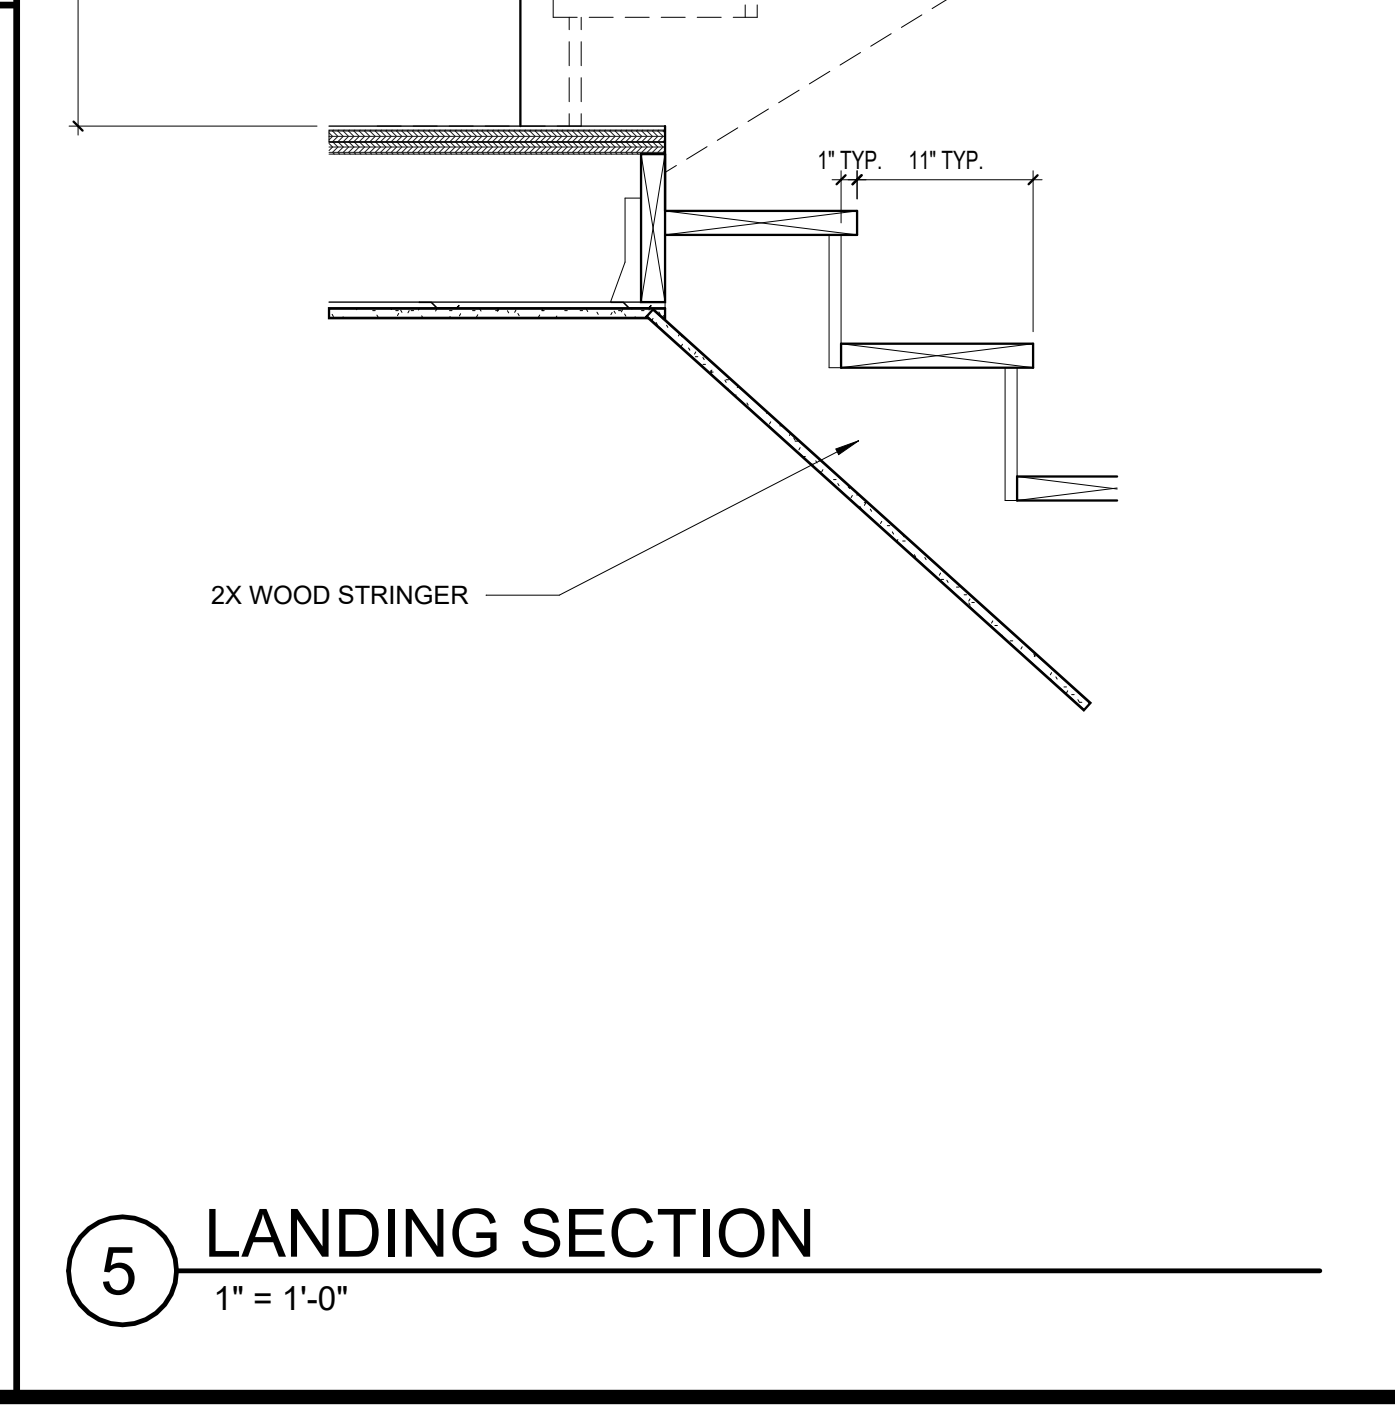 1" TYP. 11" TYP.
2X WOOD STRINGER
5
LANDING SECTION
1" = 1'-0"